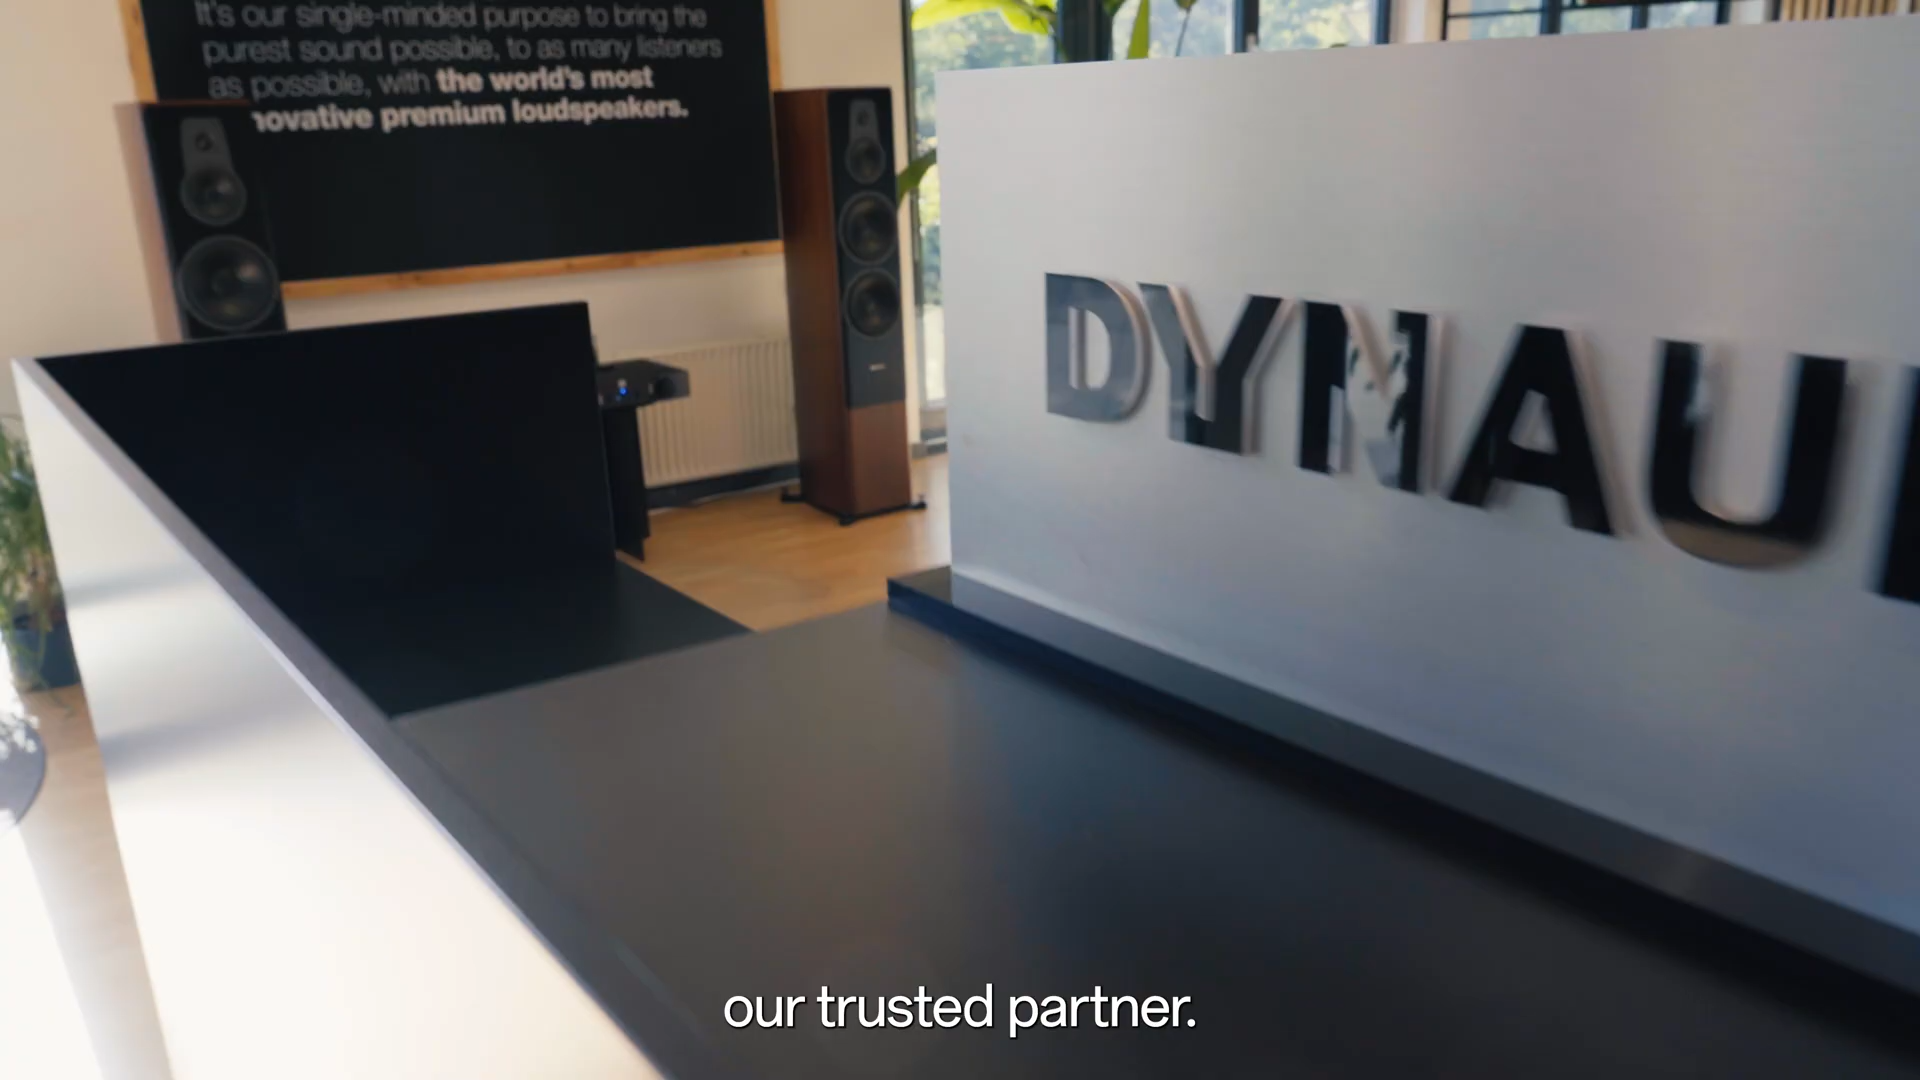 It's our single-minded purpose to bring the
purest sound possible, to as many listeners
as possible, with the world's most
novative premium loudspeakers.
DYNAU
our trusted partner.